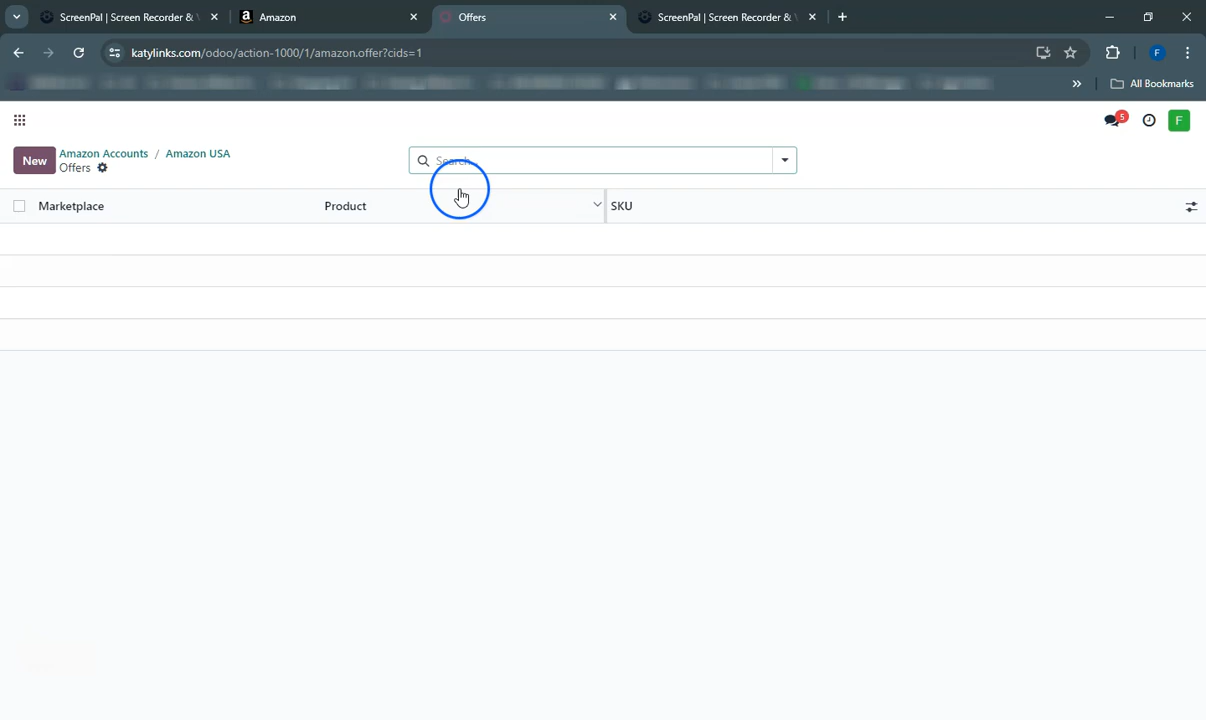 ScreenPal | Screen Recorder & \
Amazon
Offers
ScreenPal | Screen Recorder & \
katylinks.com/odoo/action-1000/1/amazon.offer?cids=1
F
All Bookmarks
5
F
New
Amazon Accounts / Amazon USA
Offers
Search...
Marketplace
Product
SKU